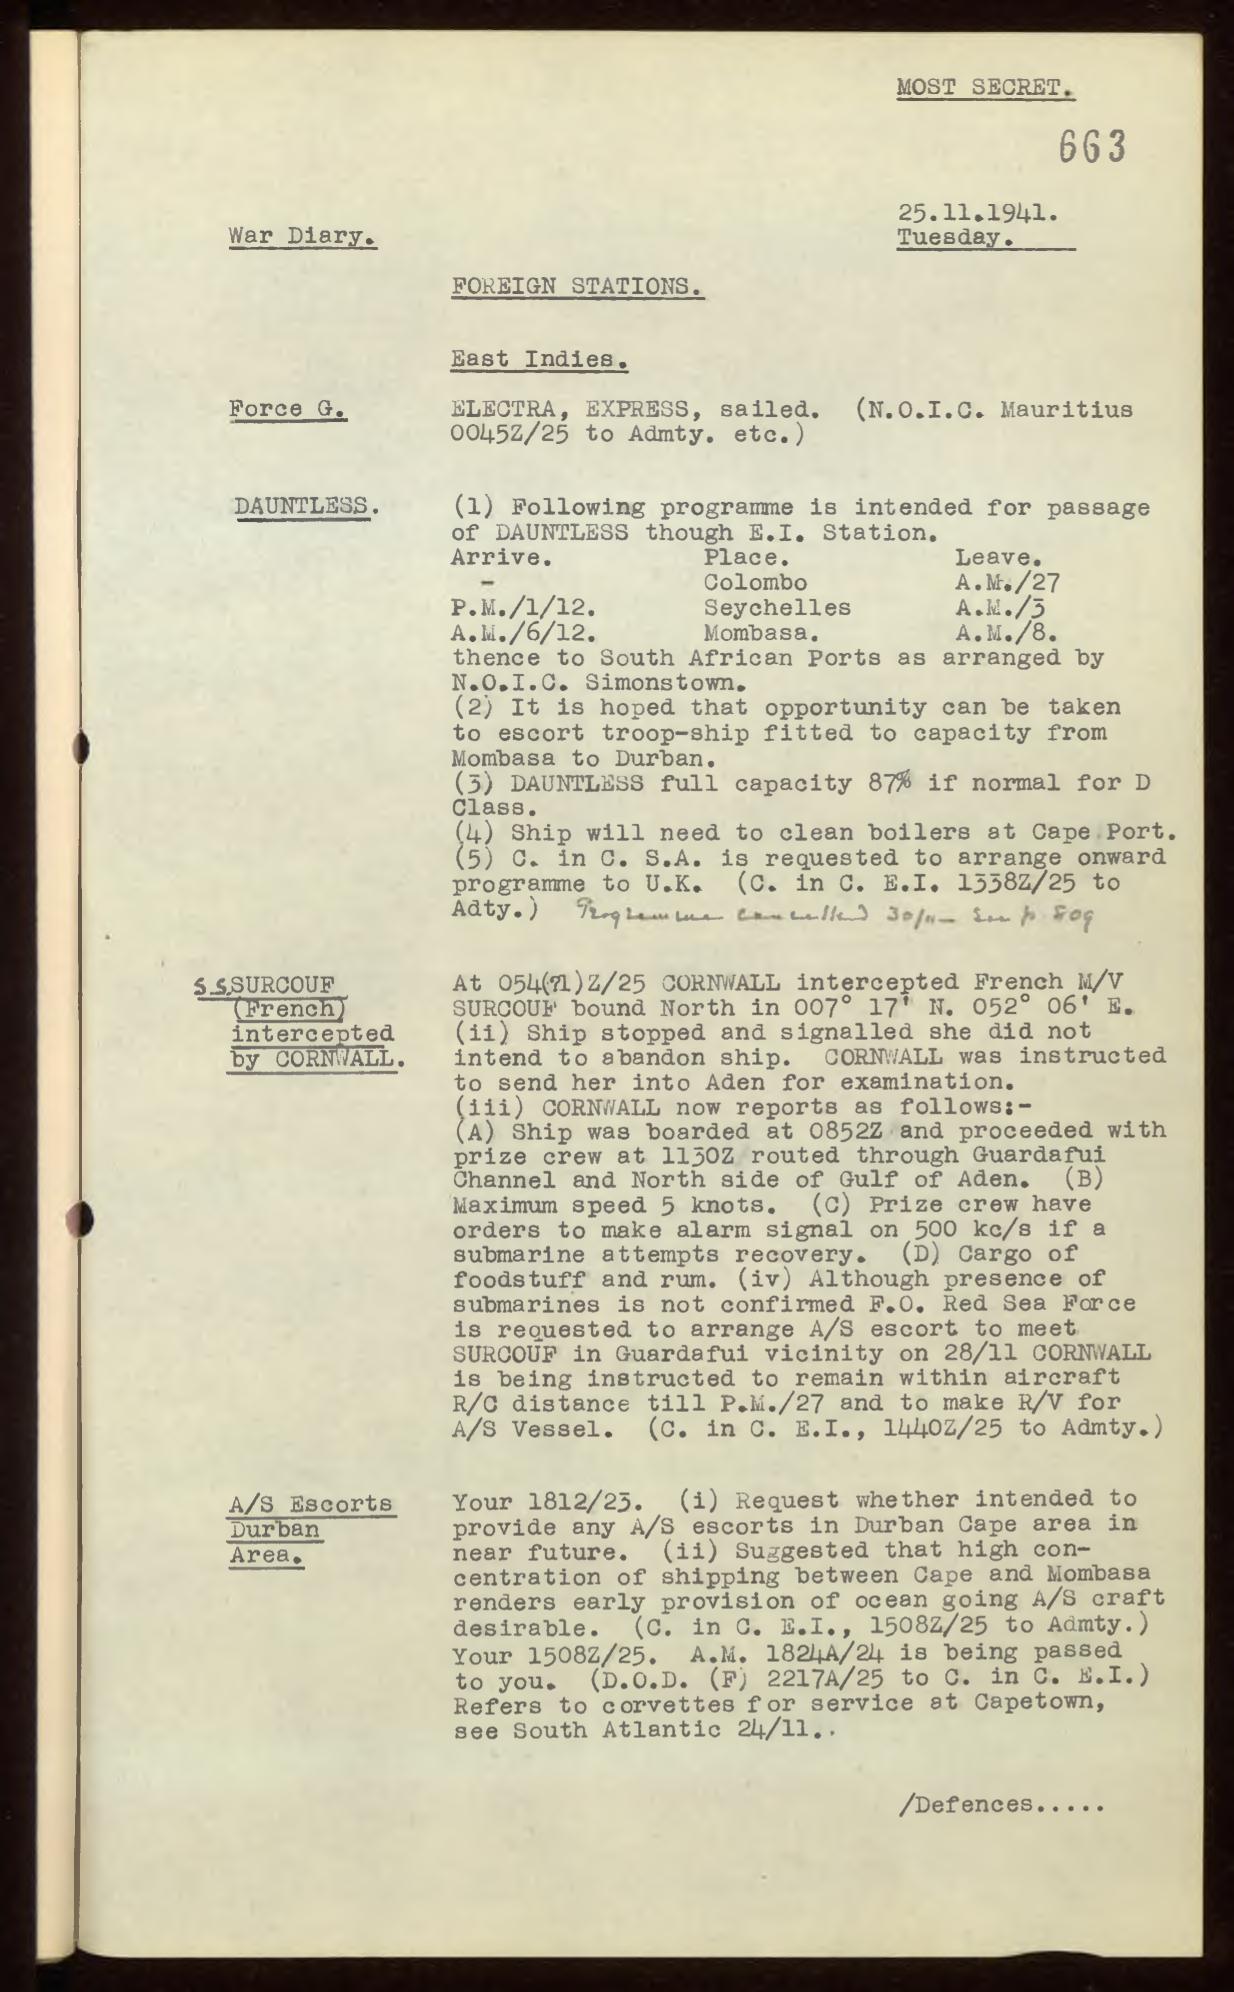 MOST SECRET.
663
25.11.1941.
War Diary.
Tuesday.
FOREIGN STATIONS.
East Indies.
Force G.
ELECTRA, EXPRESS, sailed. (N.O.I.C. Mauritius
0045Z/25 to Admty. etc.)
DAUNTLESS.
(1) Following programme is intended for passage
of DAUNTLESS though E.I. Station.
Arrive. Place. Leave.
- Colombo A.M./27
P.M./1/12. Seychelles A.M./3
A.M./6/12. Mombasa. A.M./8.
thence to South African Ports as arranged by
N.O.I.C. Simonstown.
(2) It is hoped that opportunity can be taken
to escort troop-ship fitted to capacity from
Mombasa to Durban.
(3) DAUNTLESS full capacity 87% if normal for D
Class.
(4) Ship will need to clean boilers at Cape Port.
(5) C. in C. S.A. is requested to arrange onward
programme to U.K. (C. in C. E.I. 1338Z/25 to
Adty.) Programme cancelled 30/11 - See p 809
S.S. SURCOUF
(French)
intercepted
by CORNWALL.
At 054(?1)Z/25 CORNWALL intercepted French M/V
SURCOUF bound North in 007° 17' N. 052° 06' E.
(ii) Ship stopped and signalled she did not
intend to abandon ship. CORNWALL was instructed
to send her into Aden for examination.
(iii) CORNWALL now reports as follows:-
(A) Ship was boarded at 0852Z and proceeded with
prize crew at 1130Z routed through Guardafui
Channel and North side of Gulf of Aden. (B)
Maximum speed 5 knots. (C) Prize crew have
orders to make alarm signal on 500 kc/s if a
submarine attempts recovery. (D) Cargo of
foodstuff and rum. (iv) Although presence of
submarines is not confirmed F.O. Red Sea Force
is requested to arrange A/S escort to meet
SURCOUF in Guardafui vicinity on 28/11 CORNWALL
is being instructed to remain within aircraft
R/C distance till P.M./27 and to make R/V for
A/S Vessel. (C. in C. E.I., 1440Z/25 to Admty.)
A/S Escorts
Durban
Area.
Your 1812/23. (i) Request whether intended to
provide any A/S escorts in Durban Cape area in
near future. (ii) Suggested that high con-
centration of shipping between Cape and Mombasa
renders early provision of ocean going A/S craft
desirable. (C. in C. E.I., 1508Z/25 to Admty.)
Your 1508Z/25. A.M. 1824A/24 is being passed
to you. (D.O.D. (F) 2217A/25 to C. in C. E.I.)
Refers to corvettes for service at Capetown,
see South Atlantic 24/11..
/Defences.....